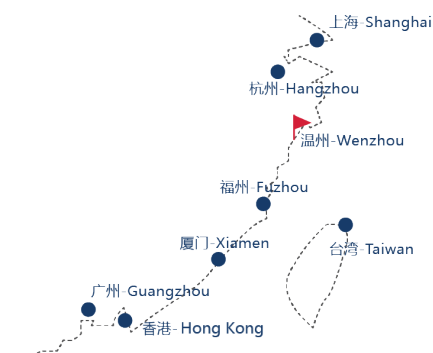 上海-Shanghai
杭州-Hangzhou
温州-Wenzhou
福州-Fuzhou
厦门-Xiamen
台湾-Taiwan
广州-Guangzhou
香港-Hong Kong